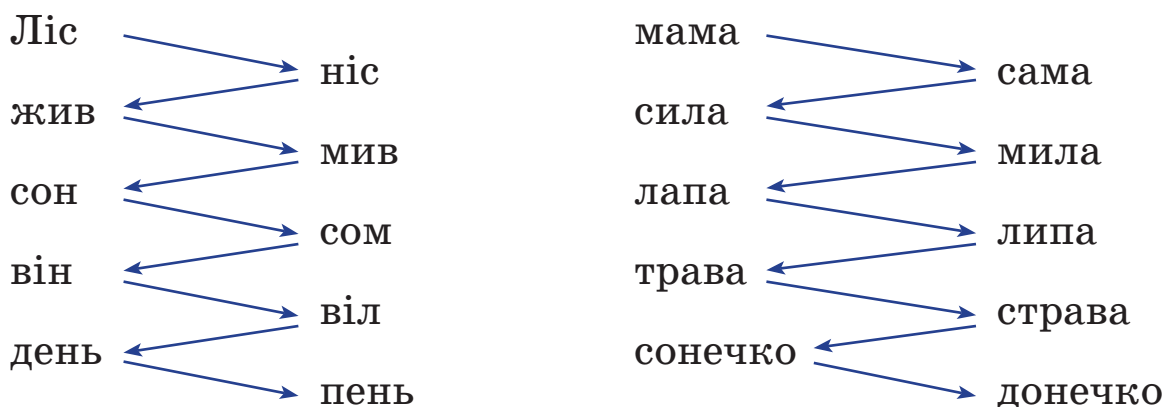 Ліс
ніс
жив
мив
сон
сом
він
віл
день
пень
мама
сама
сила
мила
лапа
липа
трава
страва
сонечко
донечко